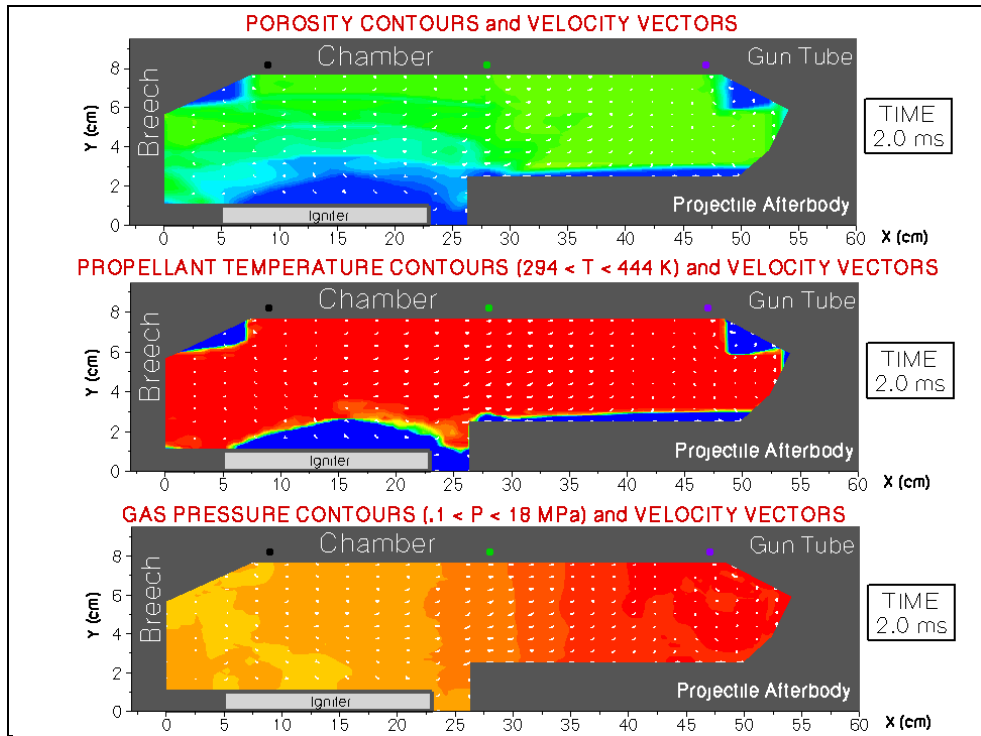 POROSITY CONTOURS and VELOCITY VECTORS
Chamber
Gun Tube
Breech
Y (cm)
8
6
4
2
0
TIME
2.0 ms
Projectile Afterbody
Igniter
0 5 10 15 20 25 30 35 40 45 50 55 60
X (cm)
PROPELLANT TEMPERATURE CONTOURS (294 < T < 444 K) and VELOCITY VECTORS
Chamber
Gun Tube
Breech
Y (cm)
8
6
4
2
0
TIME
2.0 ms
Projectile Afterbody
Igniter
0 5 10 15 20 25 30 35 40 45 50 55 60
X (cm)
GAS PRESSURE CONTOURS (.1 < P < 18 MPa) and VELOCITY VECTORS
Chamber
Gun Tube
Breech
Y (cm)
8
6
4
2
0
TIME
2.0 ms
Projectile Afterbody
Igniter
0 5 10 15 20 25 30 35 40 45 50 55 60
X (cm)